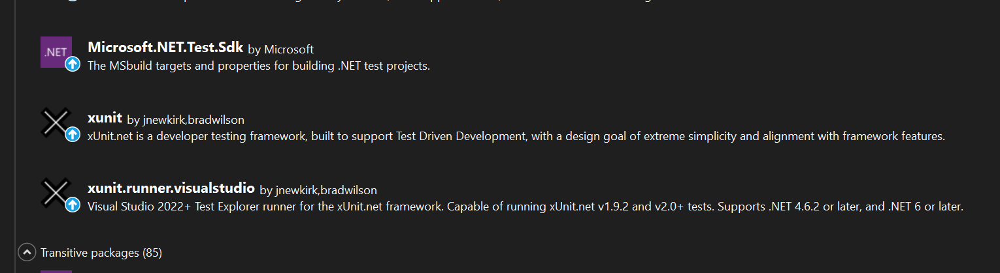 Microsoft.NET.Test.Sdk by Microsoft
.NET
The MSbuild targets and properties for building .NET test projects.
xunit by jnewkirk,bradwilson
xUnit.net is a developer testing framework, built to support Test Driven Development, with a design goal of extreme simplicity and alignment with framework features.
xunit.runner.visualstudio by jnewkirk,bradwilson
Visual Studio 2022+ Test Explorer runner for the xUnit.net framework. Capable of running xUnit.net v1.9.2 and v2.0+ tests. Supports .NET 4.6.2 or later, and .NET 6 or later.
Transitive packages (85)